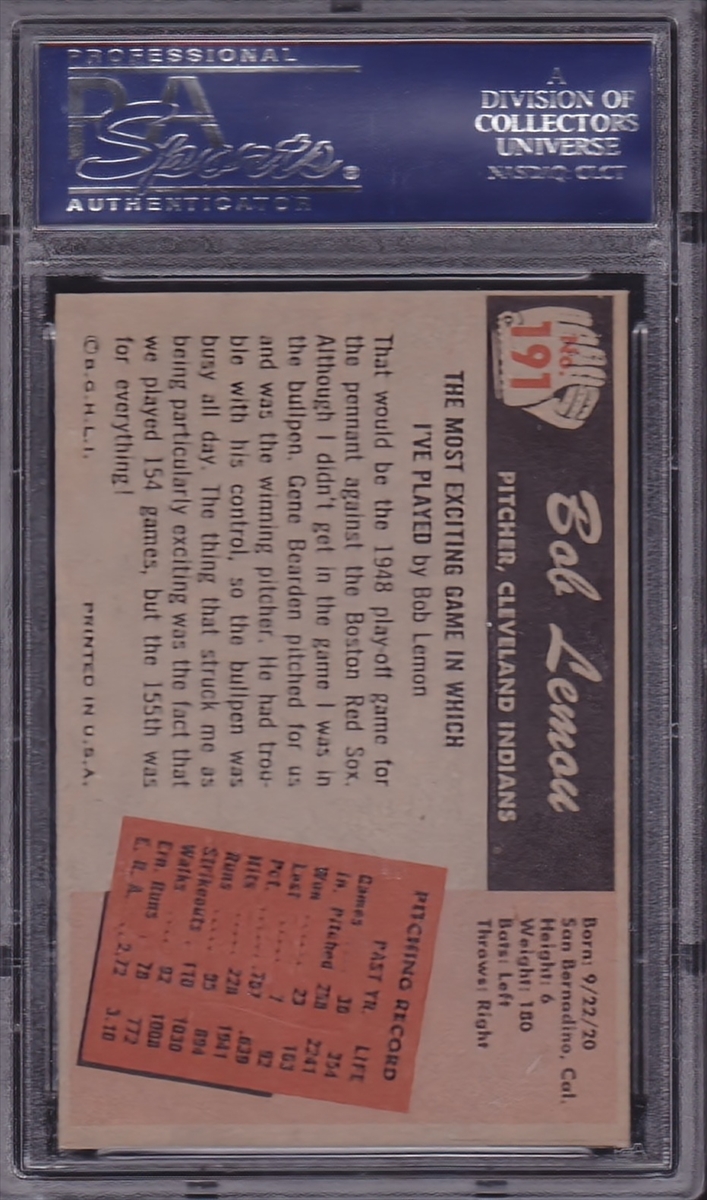 PROFESSIONAL
PSA
Sports®
AUTHENTICATOR
A
DIVISION OF
COLLECTORS
UNIVERSE
NASDAQ: CLCT
No.
191
Bob Lemon
PITCHER, CLEVELAND INDIANS
Born: 9/22/20
San Bernadino, Cal.
Height: 6
Weight: 180
Bats: Left
Throws: Right
THE MOST EXCITING GAME IN WHICH
I'VE PLAYED by Bob Lemon
That would be the 1948 play-off game for
the pennant against the Boston Red Sox.
Although I didn't get in the game I was in
the bullpen. Gene Bearden pitched for us
and was the winning pitcher. He had trou-
ble with his control, so the bullpen was
busy all day. The thing that struck me as
being particularly exciting was the fact that
we played 154 games, but the 155th was
for everything!
© B.G.H.L.I. PRINTED IN U.S.A.
PITCHING RECORD
PAST YR. LIFE
Games ... 36 354
In. Pitched 258 2241
Won ..... 23 163
Lost ..... 7 92
Pct. ..... .767 .639
Hits ..... 228 1941
Runs ..... 95 894
Strikeouts . 110 1030
Walks .... 92 1008
Ern. Runs . 78 772
E. R. A. .. 2.72 3.10